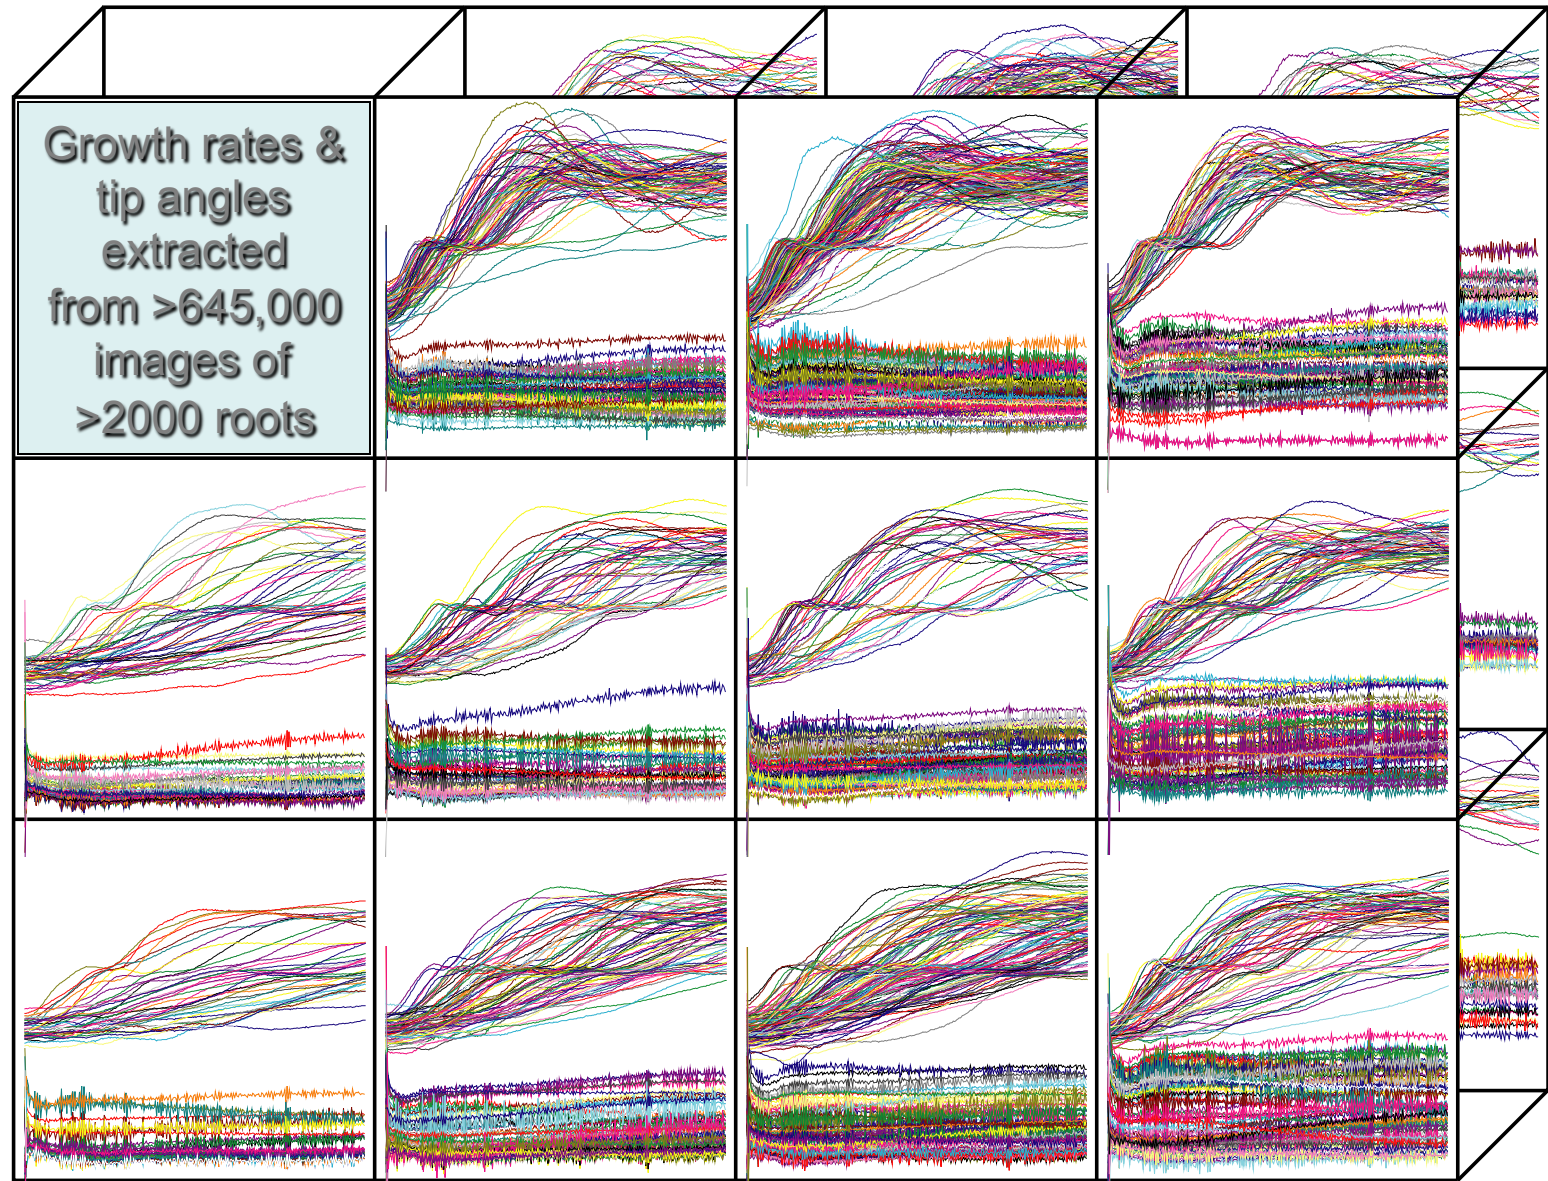 Growth rates &
tip angles
extracted
from >645,000
images of
>2000 roots